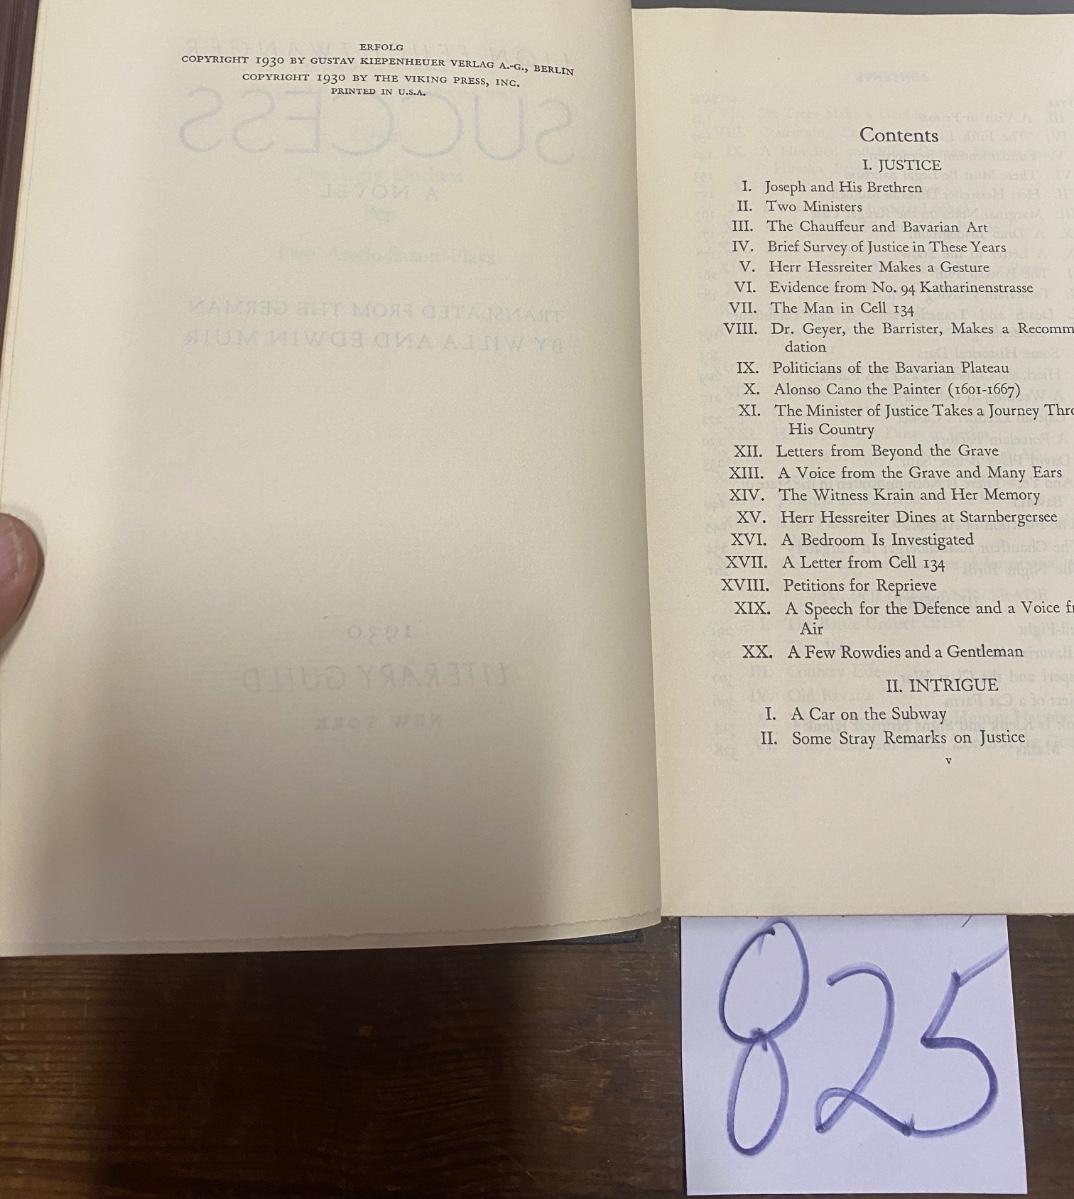 ERFOLG
COPYRIGHT 1930 BY GUSTAV KIEPENHEUER VERLAG A.-G., BERLIN
COPYRIGHT 1930 BY THE VIKING PRESS, INC.
PRINTED IN U.S.A.
Contents
I. JUSTICE
I. Joseph and His Brethren
II. Two Ministers
III. The Chauffeur and Bavarian Art
IV. Brief Survey of Justice in These Years
V. Herr Hessreiter Makes a Gesture
VI. Evidence from No. 94 Katharinenstrasse
VII. The Man in Cell 134
VIII. Dr. Geyer, the Barrister, Makes a Recomm
dation
IX. Politicians of the Bavarian Plateau
X. Alonso Cano the Painter (1601-1667)
XI. The Minister of Justice Takes a Journey Thr
His Country
XII. Letters from Beyond the Grave
XIII. A Voice from the Grave and Many Ears
XIV. The Witness Krain and Her Memory
XV. Herr Hessreiter Dines at Starnbergersee
XVI. A Bedroom Is Investigated
XVII. A Letter from Cell 134
XVIII. Petitions for Reprieve
XIX. A Speech for the Defence and a Voice f
Air
XX. A Few Rowdies and a Gentleman
II. INTRIGUE
I. A Car on the Subway
II. Some Stray Remarks on Justice
v
825